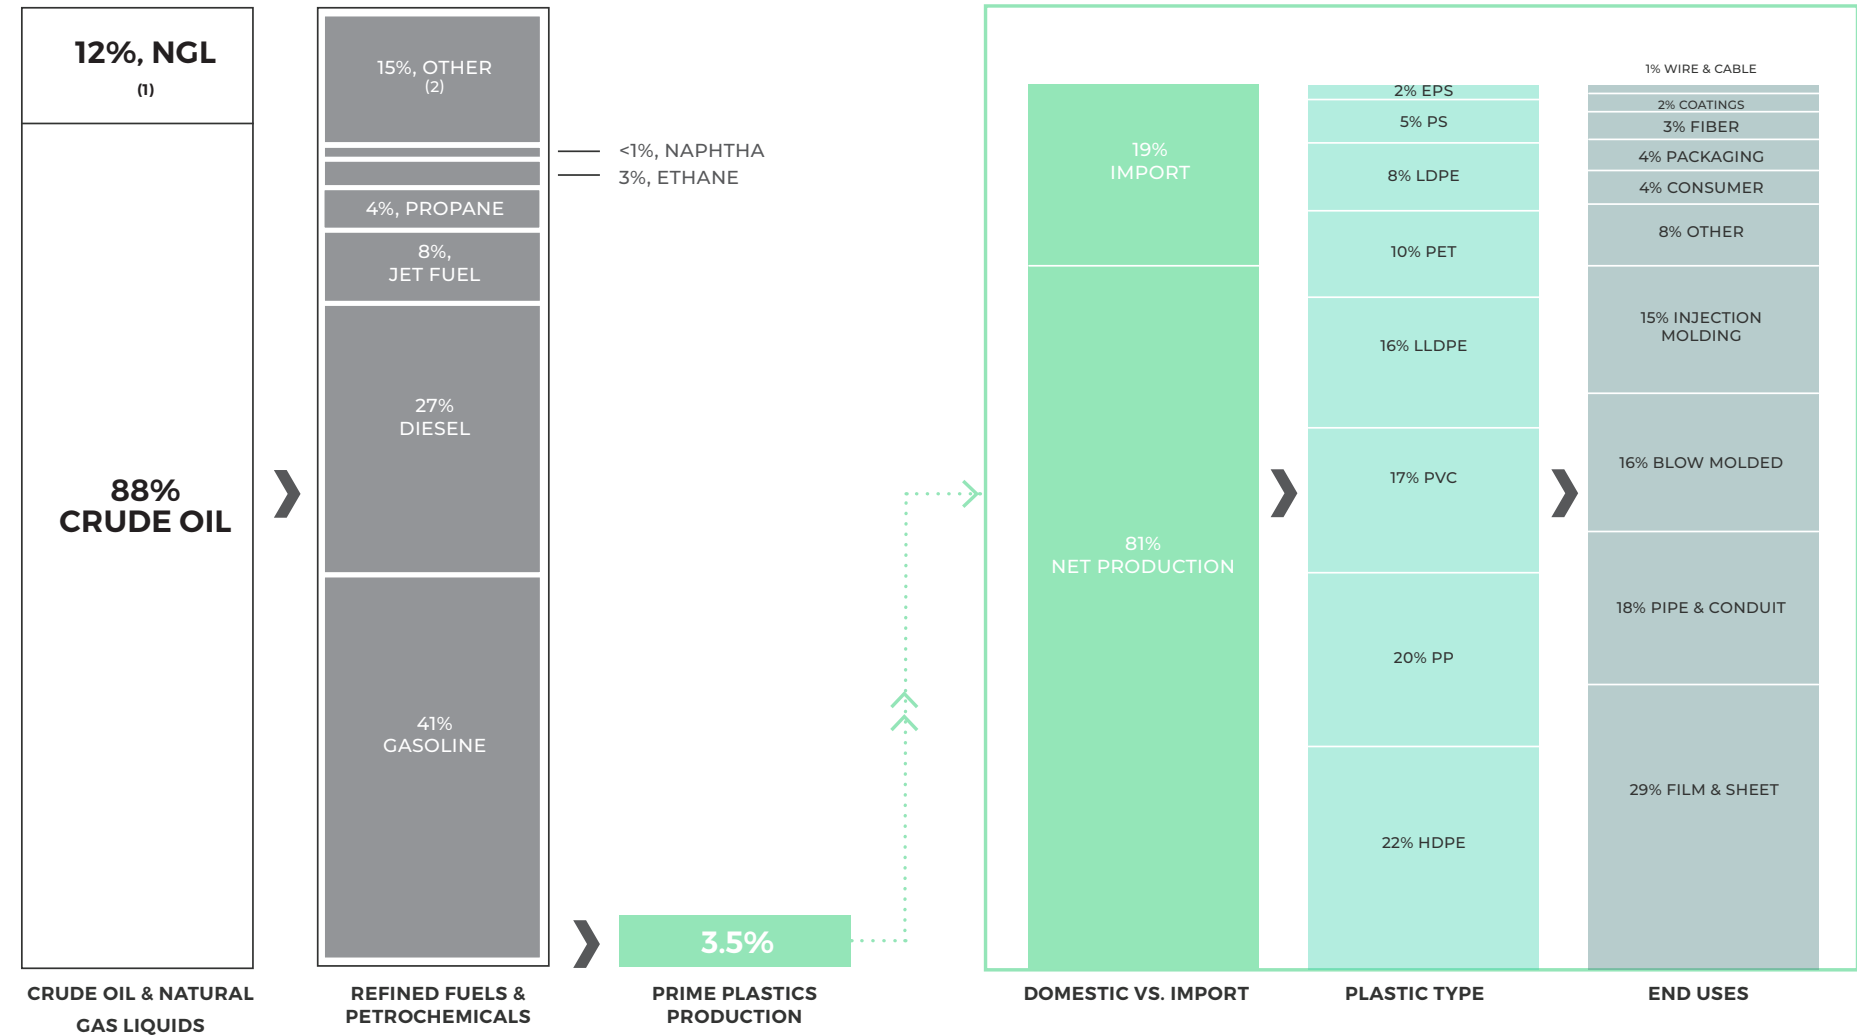 12%, NGL
(1)
88%
CRUDE OIL
CRUDE OIL & NATURAL
GAS LIQUIDS
15%, OTHER
(2)
<1%, NAPHTHA
3%, ETHANE
4%, PROPANE
8%,
JET FUEL
27%
DIESEL
41%
GASOLINE
REFINED FUELS &
PETROCHEMICALS
3.5%
PRIME PLASTICS
PRODUCTION
19%
IMPORT
81%
NET PRODUCTION
DOMESTIC VS. IMPORT
2% EPS
5% PS
8% LDPE
10% PET
16% LLDPE
17% PVC
20% PP
22% HDPE
PLASTIC TYPE
1% WIRE & CABLE
2% COATINGS
3% FIBER
4% PACKAGING
4% CONSUMER
8% OTHER
15% INJECTION
MOLDING
16% BLOW MOLDED
18% PIPE & CONDUIT
29% FILM & SHEET
END USES